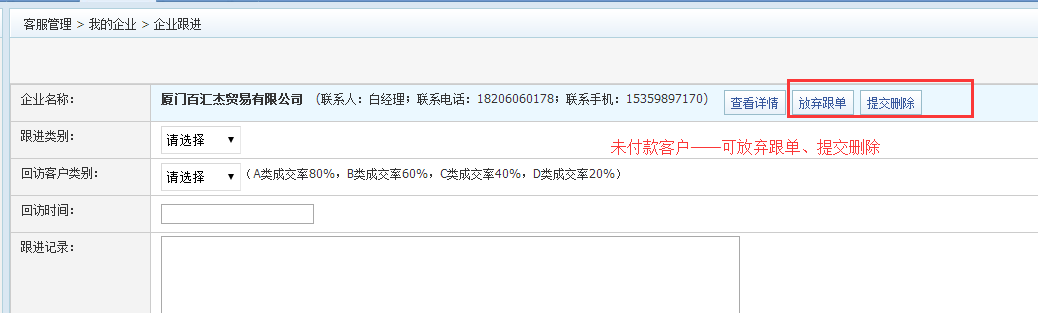 客服管理 > 我的企业 > 企业跟进
企业名称: 厦门百汇杰贸易有限公司 (联系人:白经理;联系电话:18206060178;联系手机:15359897170) 查看详情 放弃跟单 提交删除
跟进类别: 请选择
未付款客户——可放弃跟单、提交删除
回访客户类别: 请选择 (A类成交率80%,B类成交率60%,C类成交率40%,D类成交率20%)
回访时间:
跟进记录: